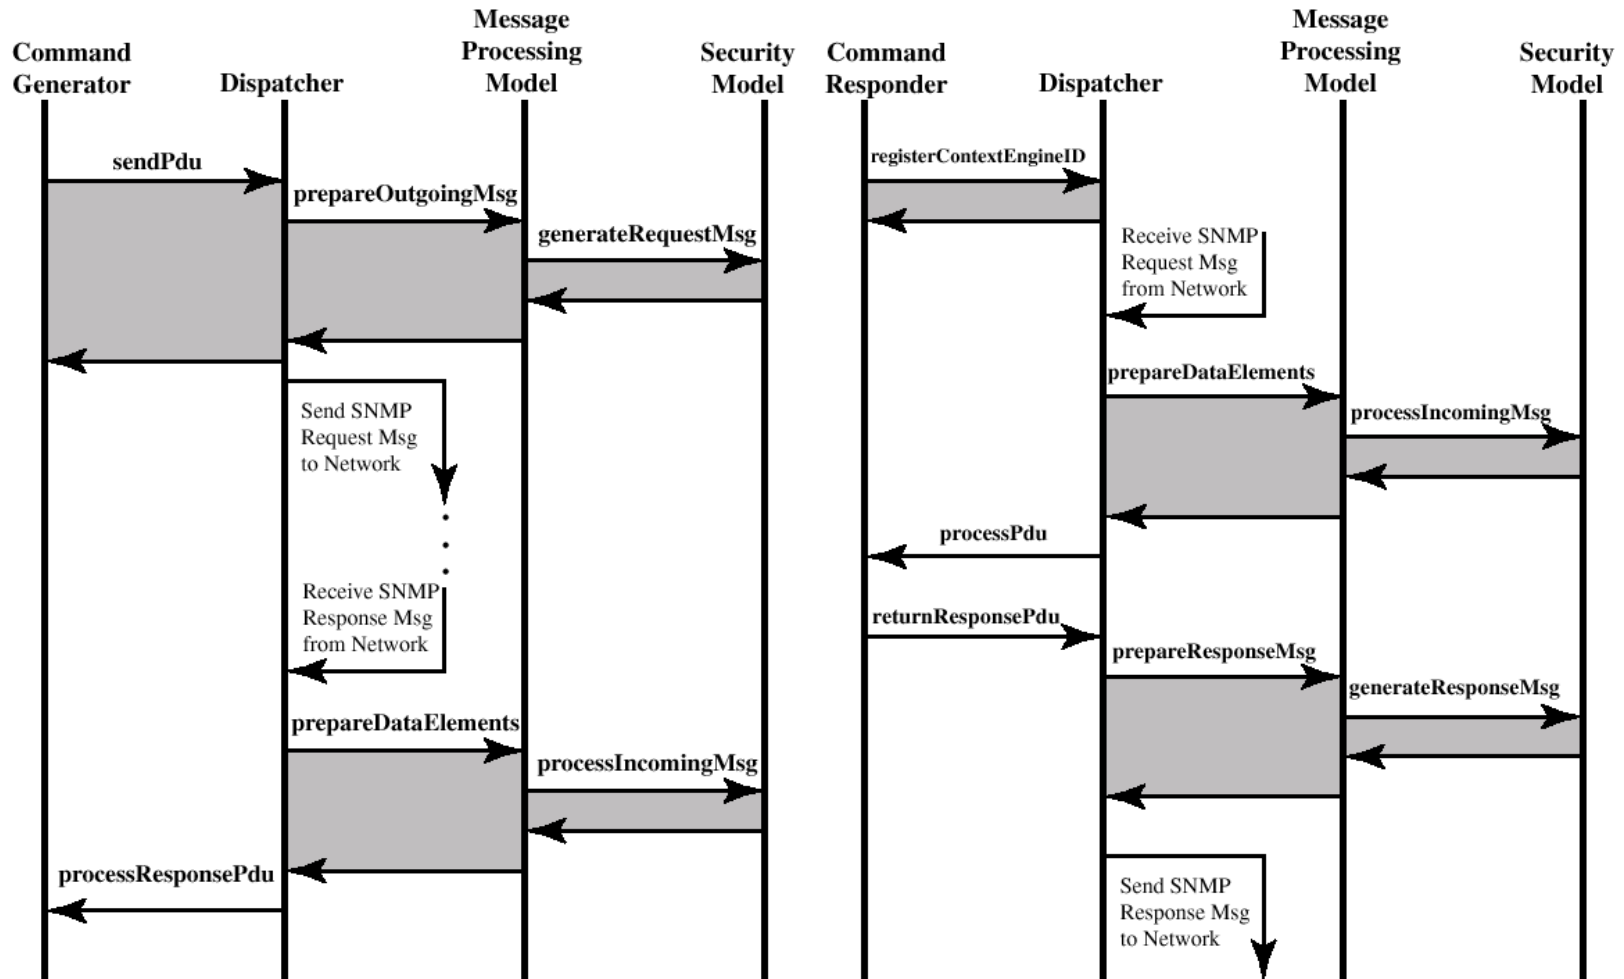 Command
Generator
Dispatcher
Message
Processing
Model
Security
Model
sendPdu
prepareOutgoingMsg
generateRequestMsg
Send SNMP
Request Msg
to Network
Receive SNMP
Response Msg
from Network
prepareDataElements
processIncomingMsg
processResponsePdu
Command
Responder
Dispatcher
Message
Processing
Model
Security
Model
registerContextEngineID
Receive SNMP
Request Msg
from Network
prepareDataElements
processIncomingMsg
processPdu
returnResponsePdu
prepareResponseMsg
generateResponseMsg
Send SNMP
Response Msg
to Network